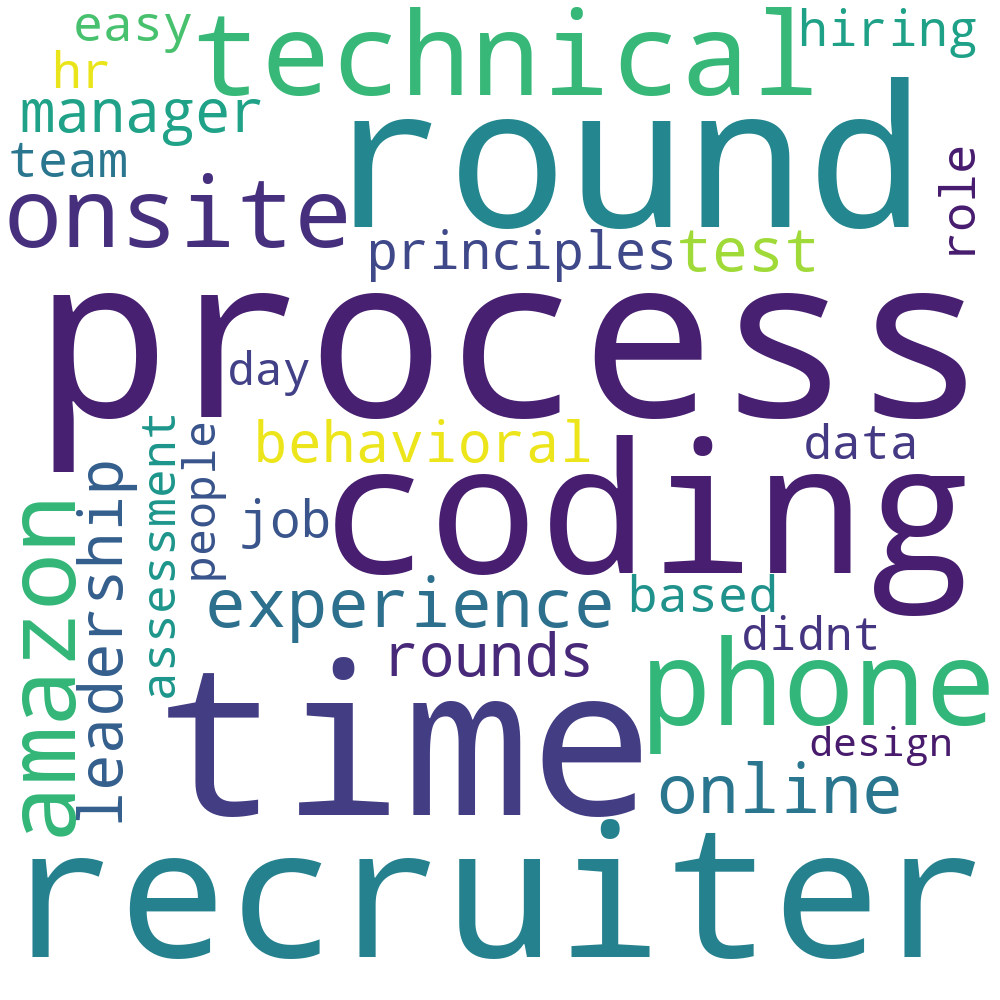 easy
technical
hiring
hr
manager
round
team
role
onsite
principles
test
process
day
behavioral
data
assessment
people
coding
leadership
amazon
job
experience
based
didnt
rounds
phone
time
design
online
recruiter